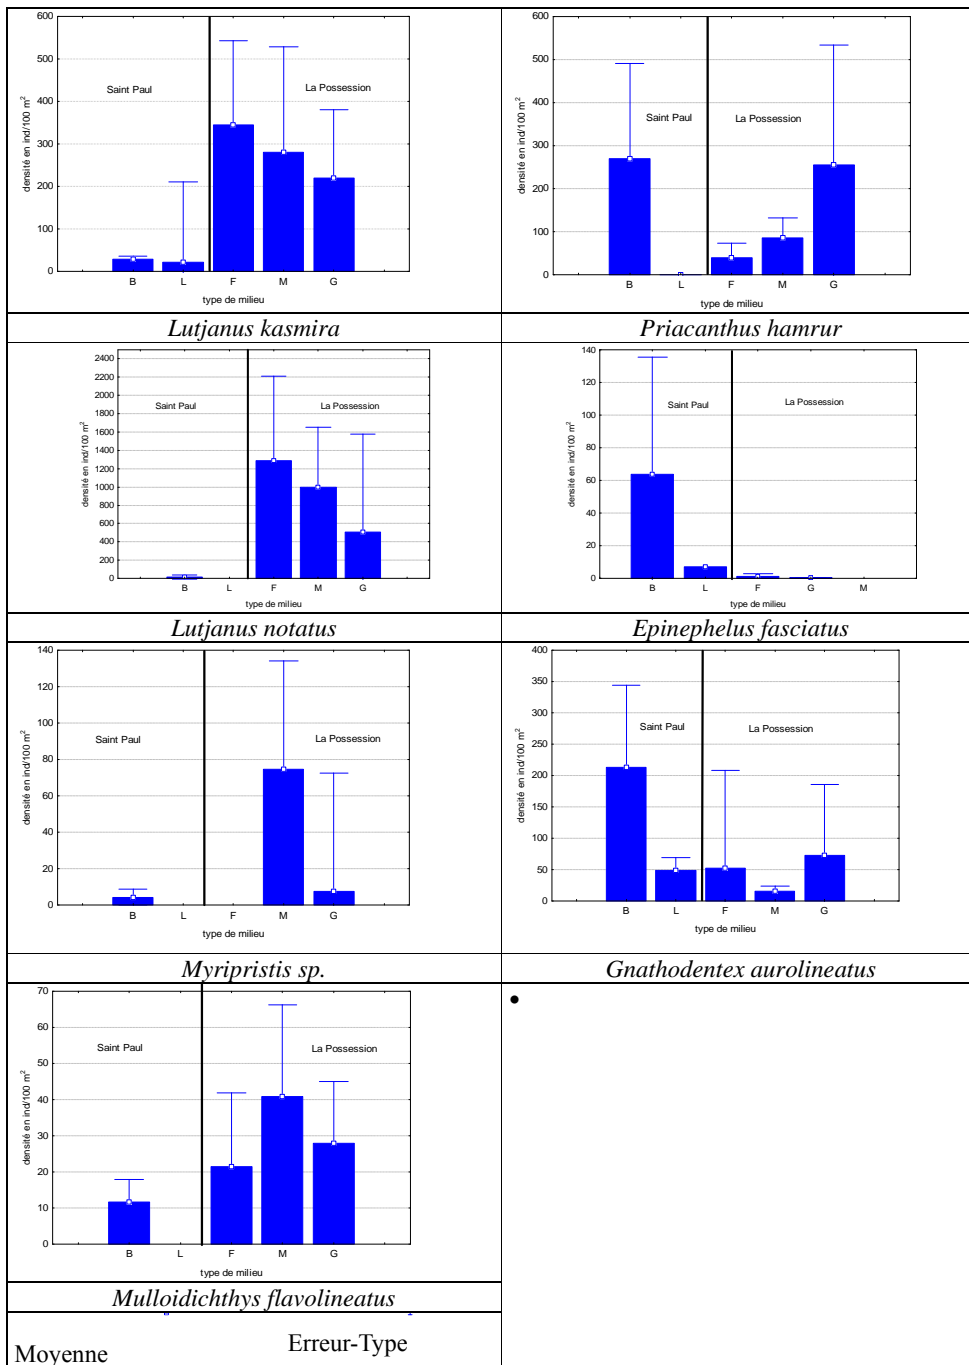 600
500
400
300
200
100
0
densité en ind/100 m²
Saint Paul
La Possession
B L F M G
type de milieu
Lutjanus kasmira
600
500
400
300
200
100
0
densité en ind/100 m²
Saint Paul
La Possession
B L F M G
type de milieu
Priacanthus hamrur
2400
2200
2000
1800
1600
1400
1200
1000
800
600
400
200
0
densité en ind/100 m²
Saint Paul
La Possession
B L F M G
type de milieu
Lutjanus notatus
140
120
100
80
60
40
20
0
densité en ind/100 m²
Saint Paul
La Possession
B L F G M
type de milieu
Epinephelus fasciatus
140
120
100
80
60
40
20
0
densité en ind/100 m²
Saint Paul
La Possession
B L F M G
type de milieu
Myripristis sp.
400
350
300
250
200
150
100
50
0
densité en ind/100 m²
Saint Paul
La Possession
B L F M G
type de milieu
Gnathodentex aurolineatus
70
60
50
40
30
20
10
0
densité en ind/100 m²
Saint Paul
La Possession
B L F M G
type de milieu
Mulloidichthys flavolineatus
•
Moyenne
Erreur-Type